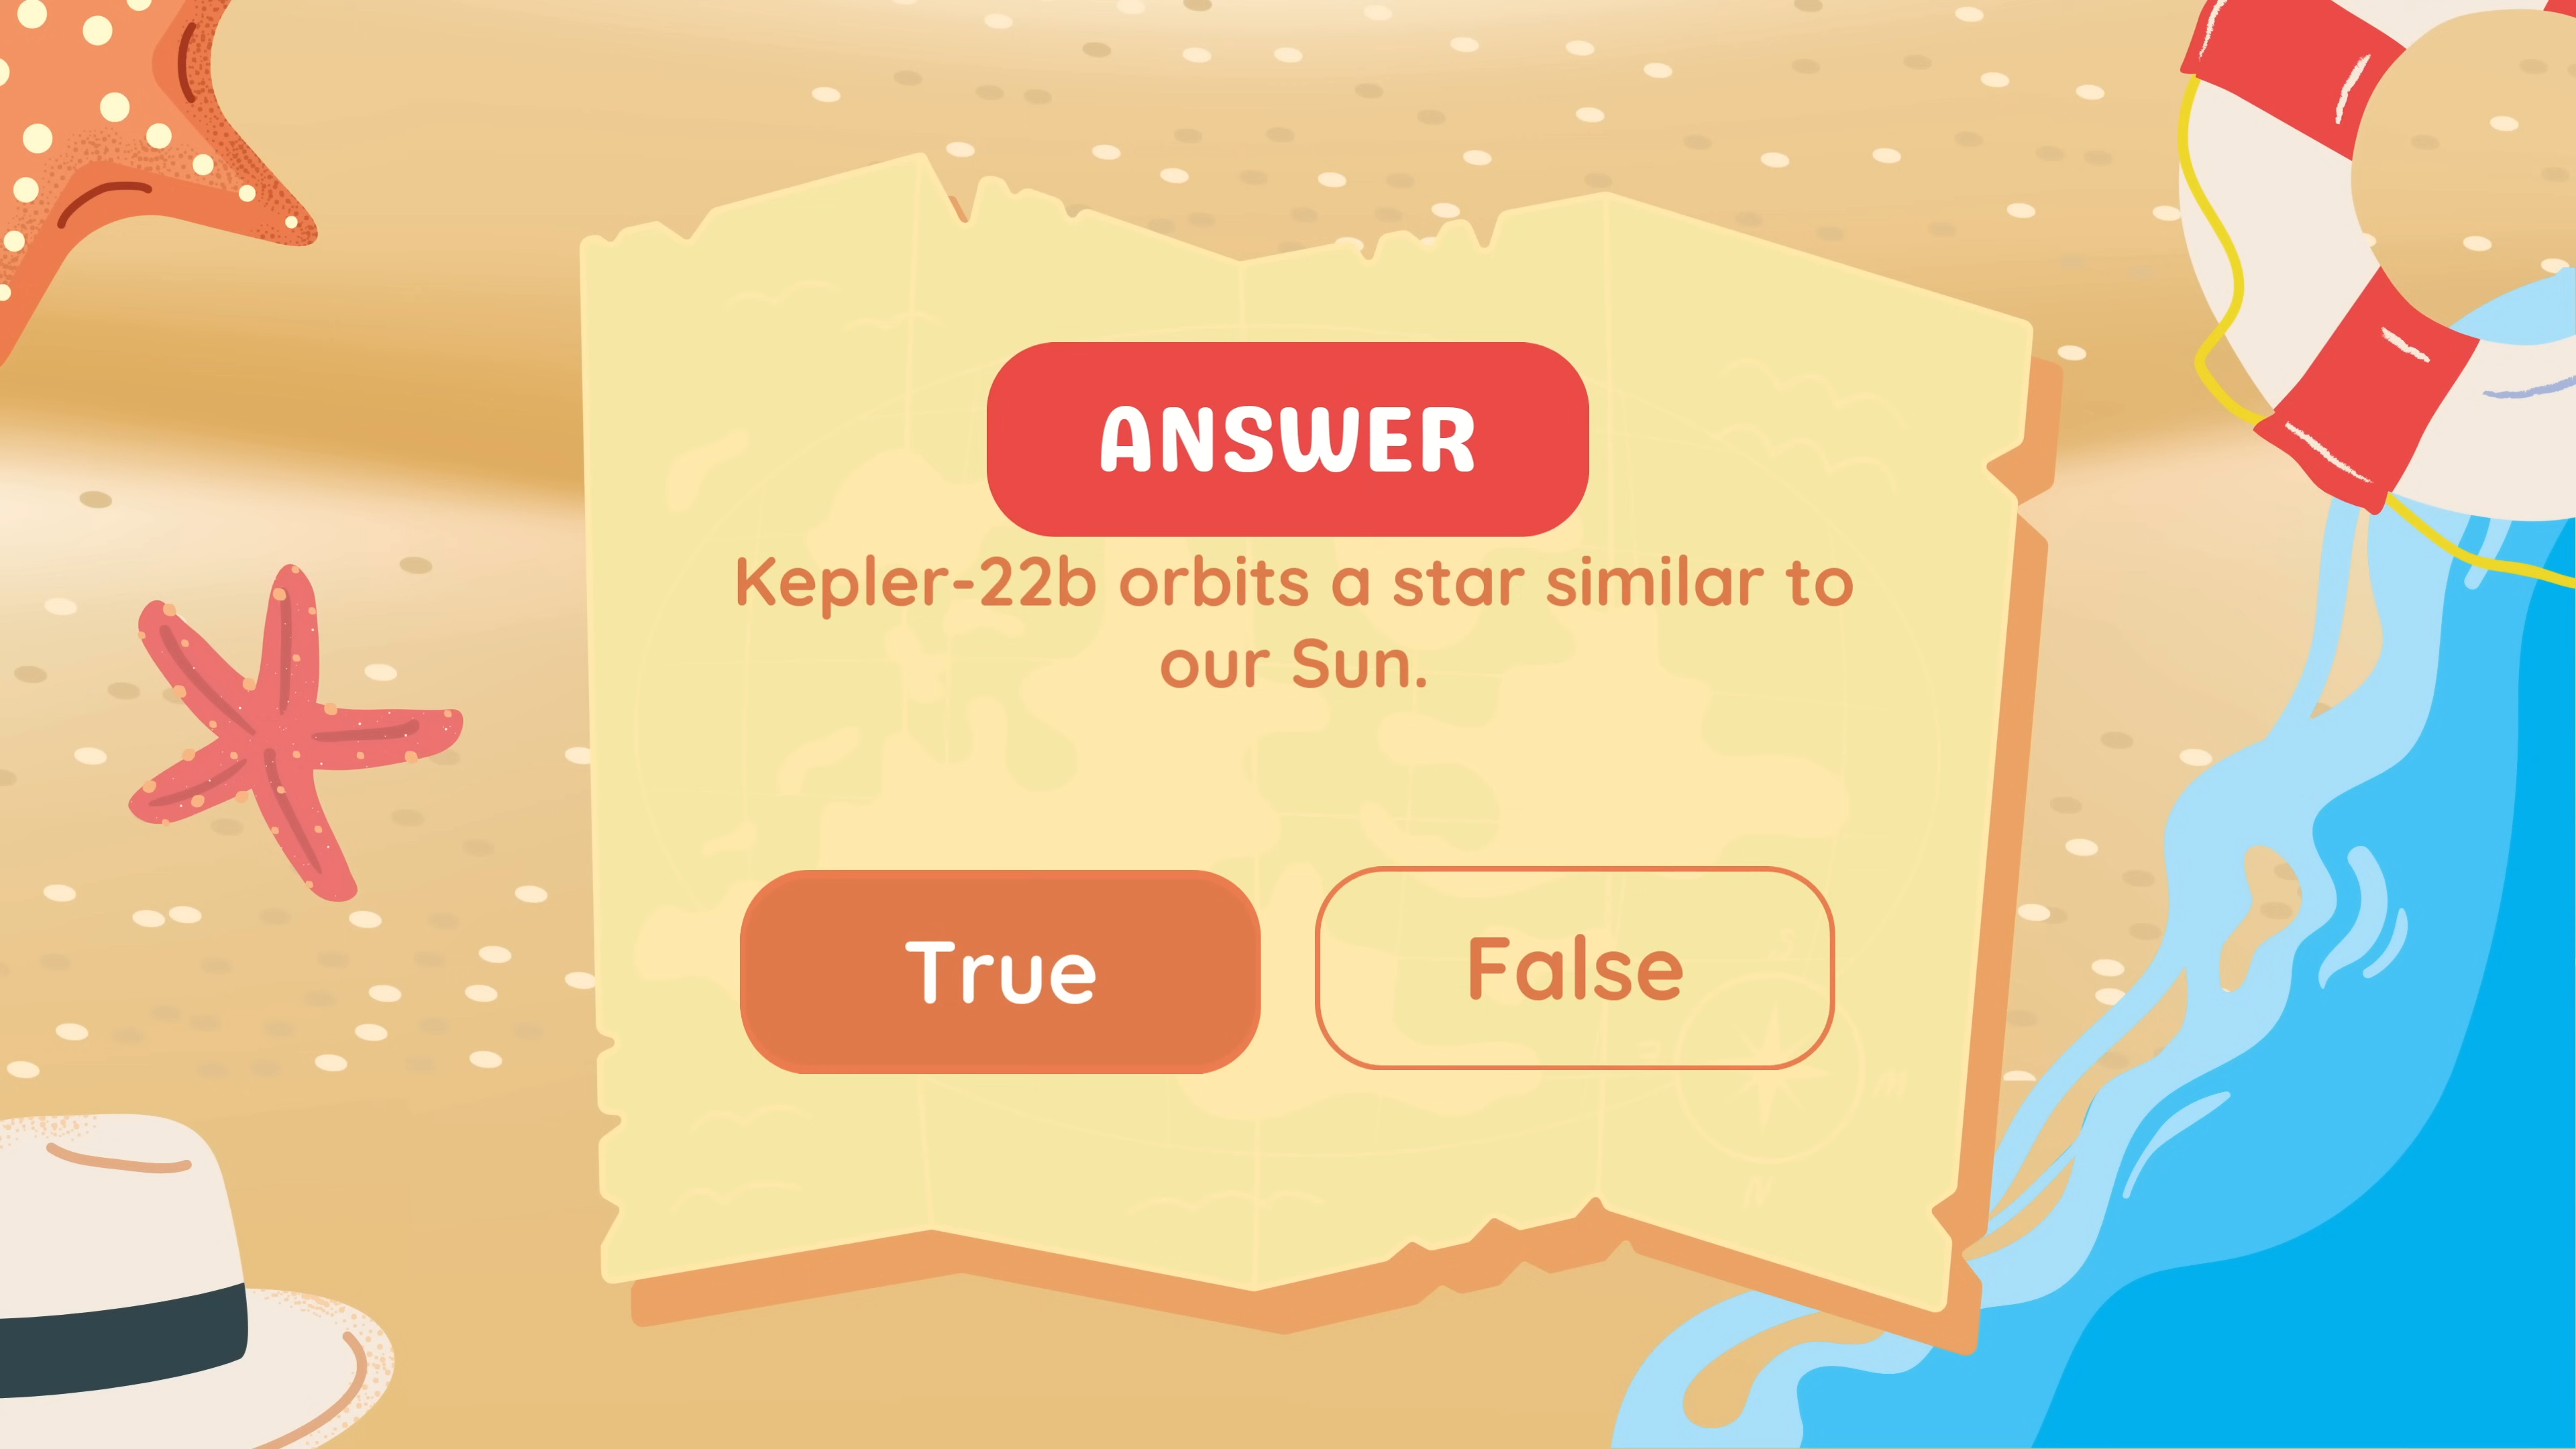 ANSWER
Kepler-22b orbits a star similar to
our Sun.
True
False